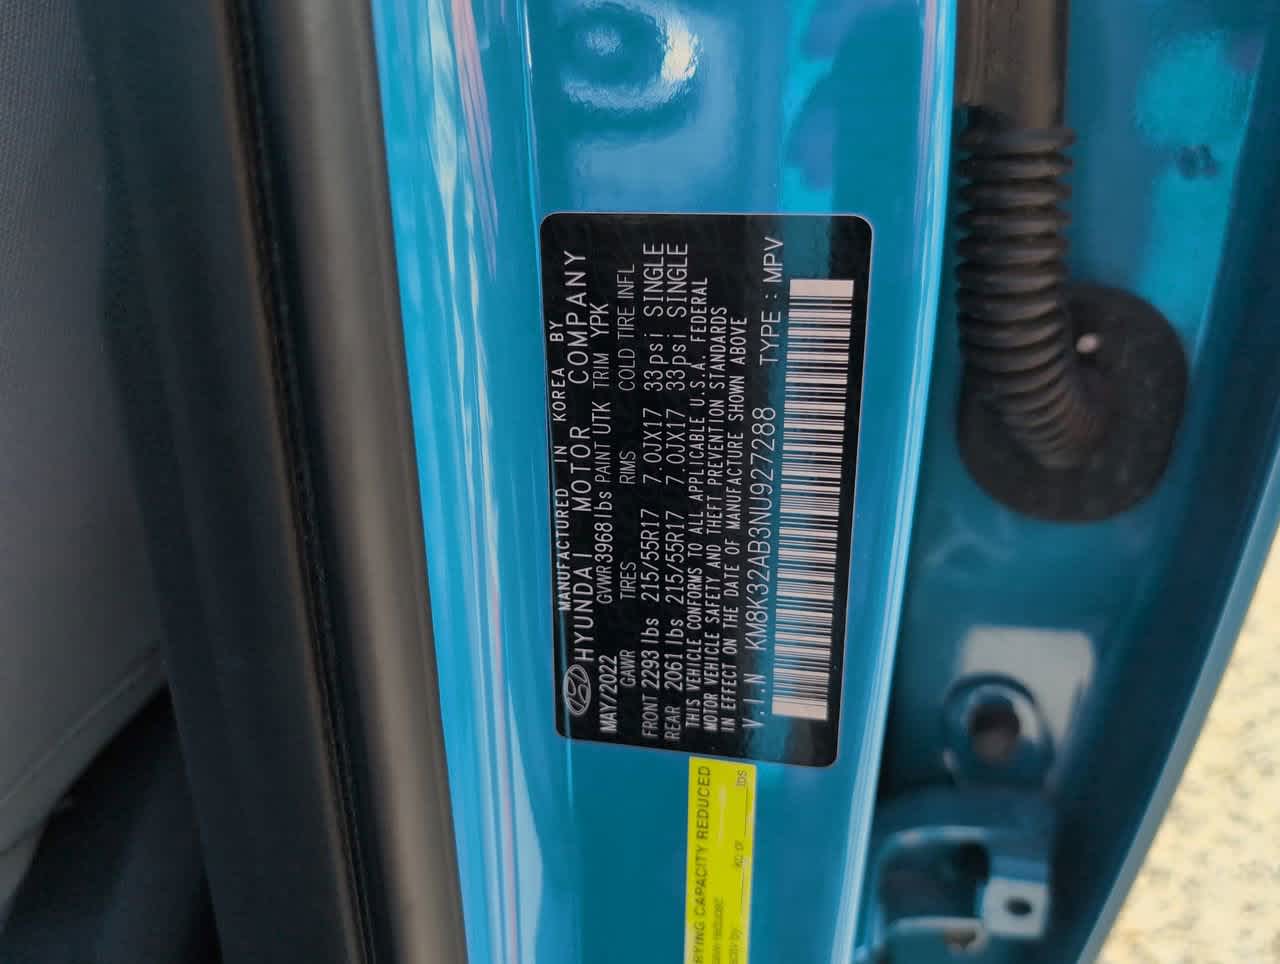 MANUFACTURED IN KOREA BY
HYUNDAI MOTOR COMPANY
MAY/2022 GVWR 3968 lbs PAINT UTK TRIM YPK
GAWR TIRES RIMS COLD TIRE INFL
FRONT 2293 lbs 215/55R17 7.0JX17 33psi SINGLE
REAR 2061 lbs 215/55R17 7.0JX17 33psi SINGLE
THIS VEHICLE CONFORMS TO ALL APPLICABLE U.S.A. FEDERAL
MOTOR VEHICLE SAFETY AND THEFT PREVENTION STANDARDS
IN EFFECT ON THE DATE OF MANUFACTURE SHOWN ABOVE
V.I.N KM8K32AB3NU927288 TYPE : MPV
RYING CAPACITY REDUCED